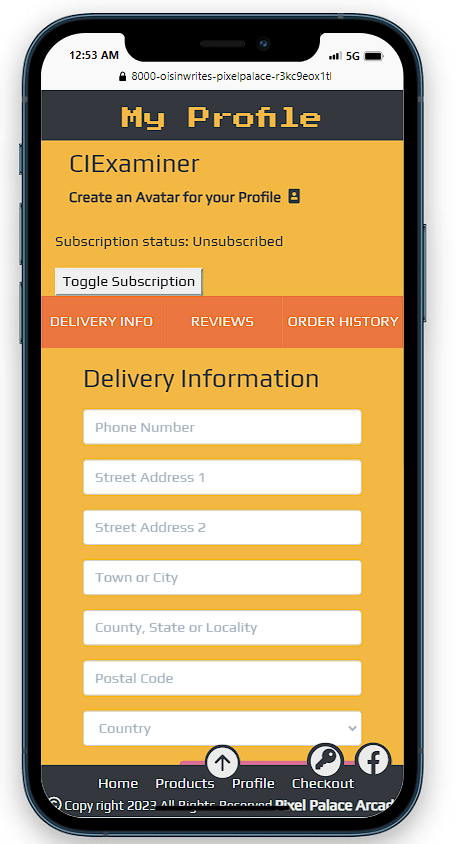 12:53 AM 5G
8000-oisinwrites-pixelpalace-r3kc9eox1tl
My Profile
CIExaminer
Create an Avatar for your Profile
Subscription status: Unsubscribed
Toggle Subscription
DELIVERY INFO REVIEWS ORDER HISTORY
Delivery Information
Phone Number
Street Address 1
Street Address 2
Town or City
County, State or Locality
Postal Code
Country
Home Products Profile Checkout
© Copy right 2023 All Rights Reserved Pixel Palace Arcad